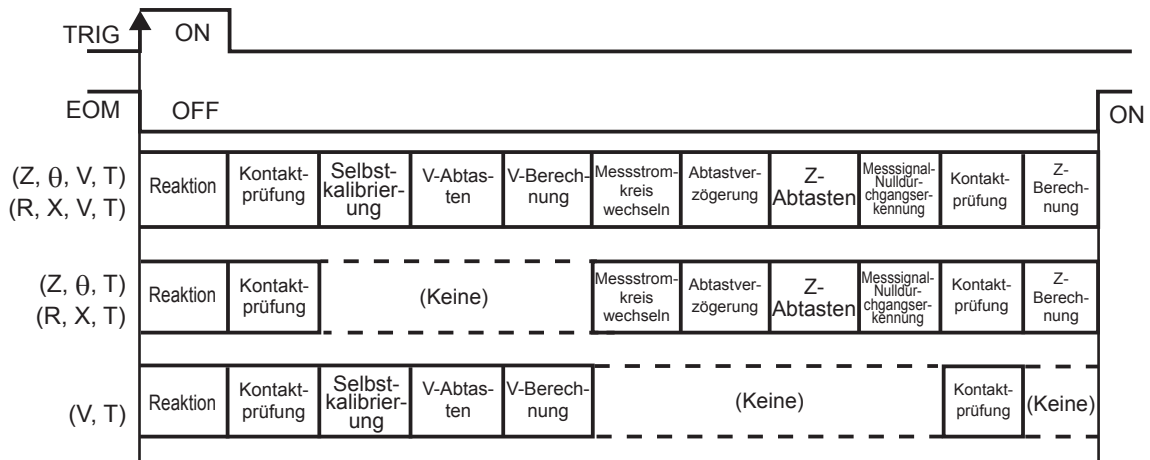 TRIG ON
EOM OFF ON
(Z, θ, V, T)
(R, X, V, T)
Reaktion
Kontakt-
prüfung
Selbst-
kalibrier-
ung
V-Abtas-
ten
V-Berech-
nung
Messstrom-
kreis
wechseln
Abtastver-
zögerung
Z-
Abtasten
Messsignal-
Nulldur-
chgangser-
kennung
Kontakt-
prüfung
Z-
Berech-
nung
(Z, θ, T)
(R, X, T)
Reaktion
Kontakt-
prüfung
(Keine)
Messstrom-
kreis
wechseln
Abtastver-
zögerung
Z-
Abtasten
Messsignal-
Nulldur-
chgangser-
kennung
Kontakt-
prüfung
Z-
Berech-
nung
(V, T)
Reaktion
Kontakt-
prüfung
Selbst-
kalibrier-
ung
V-Abtas-
ten
V-Berech-
nung
(Keine)
Kontakt-
prüfung
(Keine)